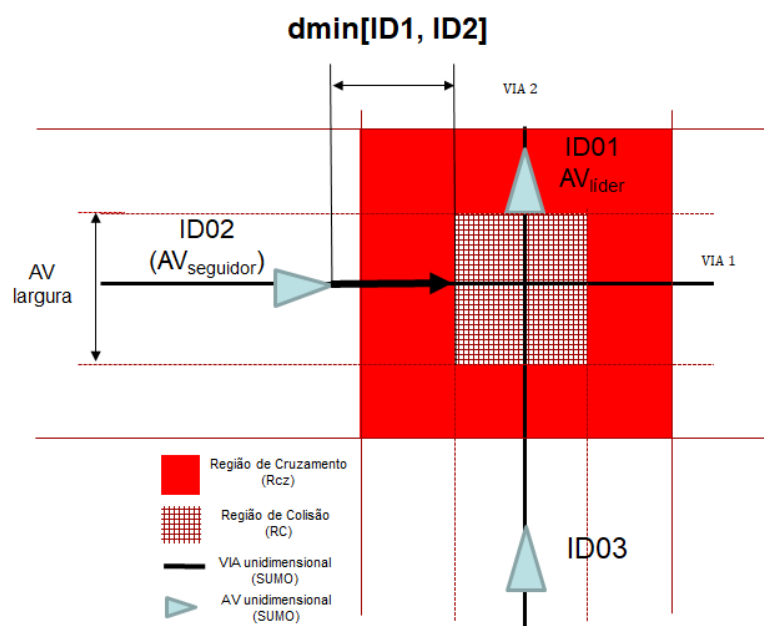 dmin[ID1, ID2]
VIA 2
ID01
AVlíder
ID02
(AVseguidor)
AV
largura
VIA 1
Região de Cruzamento
(Rcz)
Região de Colisão
(RC)
VIA unidimensional
(SUMO)
AV unidimensional
(SUMO)
ID03